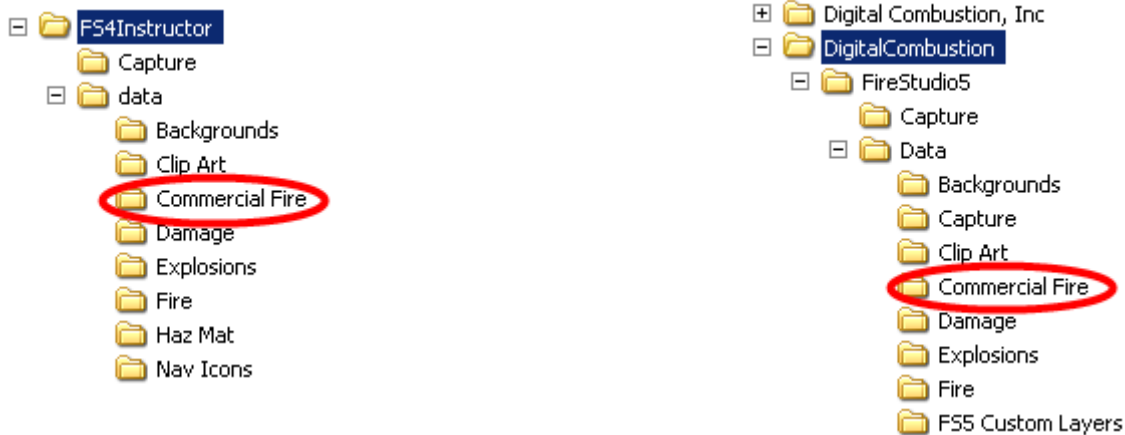 FS4Instructor
Capture
data
Backgrounds
Clip Art
Commercial Fire
Damage
Explosions
Fire
Haz Mat
Nav Icons
Digital Combustion, Inc
DigitalCombustion
FireStudio5
Capture
Data
Backgrounds
Capture
Clip Art
Commercial Fire
Damage
Explosions
Fire
FS5 Custom Layers